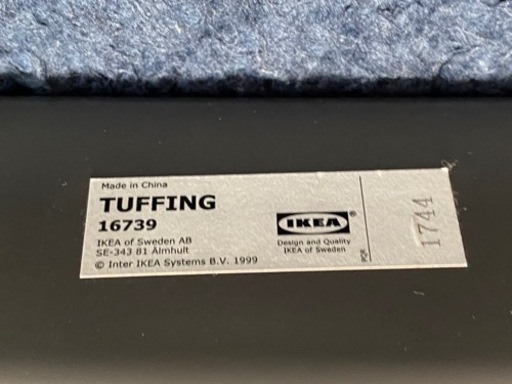 Made in China
TUFFING
16739
IKEA of Sweden AB
SE-343 81 Älmhult
© Inter IKEA Systems B.V. 1999
IKEA®
Design and Quality
IKEA of Sweden
PQR
1744